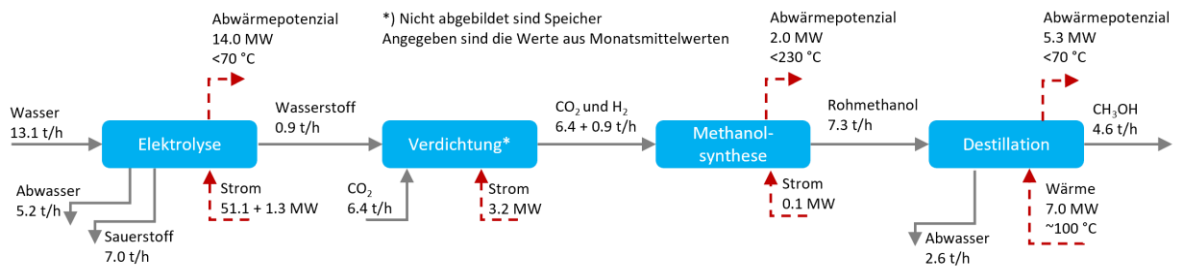 Abwärmepotenzial
14.0 MW
<70 °C
*) Nicht abgebildet sind Speicher
Angegeben sind die Werte aus Monatsmittelwerten
Abwärmepotenzial
2.0 MW
<230 °C
Abwärmepotenzial
5.3 MW
<70 °C
Wasser
13.1 t/h
Elektrolyse
Wasserstoff
0.9 t/h
Verdichtung*
CO₂ und H₂
6.4 + 0.9 t/h
Methanol-
synthese
Rohmethanol
7.3 t/h
Destillation
CH₃OH
4.6 t/h
Abwasser
5.2 t/h
Sauerstoff
7.0 t/h
Strom
51.1 + 1.3 MW
CO₂
6.4 t/h
Strom
3.2 MW
Strom
0.1 MW
Abwasser
2.6 t/h
Wärme
7.0 MW
~100 °C